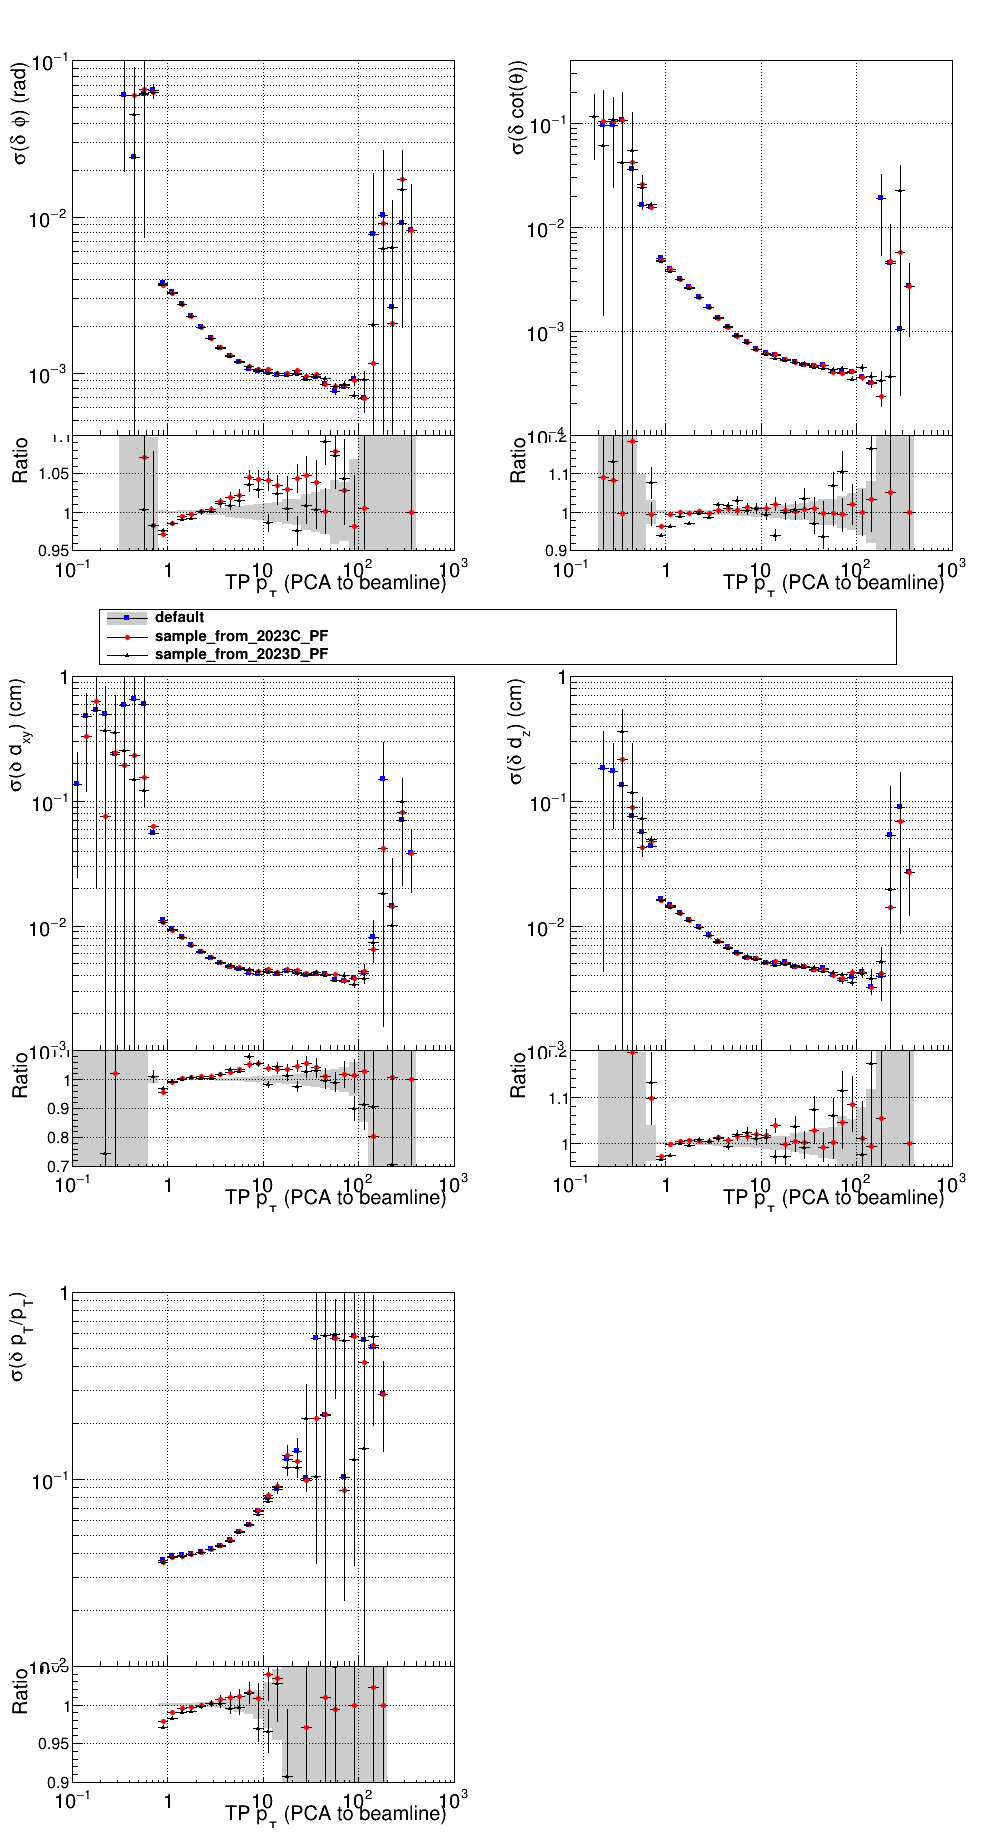 σ(δ φ) (rad)
10⁻¹
10⁻²
10⁻³
Ratio
1.1
1.05
1
0.95
10⁻¹ 1 10 10² 10³
TP p_T (PCA to beamline)
σ(δ cot(θ))
10⁻¹
10⁻²
10⁻³
10⁻⁴
Ratio
1.2
1.1
1
0.9
10⁻¹ 1 10 10² 10³
TP p_T (PCA to beamline)
default
sample_from_2023C_PF
sample_from_2023D_PF
σ(δ d_xy) (cm)
1
10⁻¹
10⁻²
10⁻³
Ratio
1
0.9
0.8
0.7
10⁻¹ 1 10 10² 10³
TP p_T (PCA to beamline)
σ(δ d_z) (cm)
1
10⁻¹
10⁻²
10⁻³
Ratio
1.2
1.1
1
10⁻¹ 1 10 10² 10³
TP p_T (PCA to beamline)
σ(δ p_T/p_T)
1
10⁻¹
10⁻²
Ratio
1
0.95
0.9
10⁻¹ 1 10 10² 10³
TP p_T (PCA to beamline)